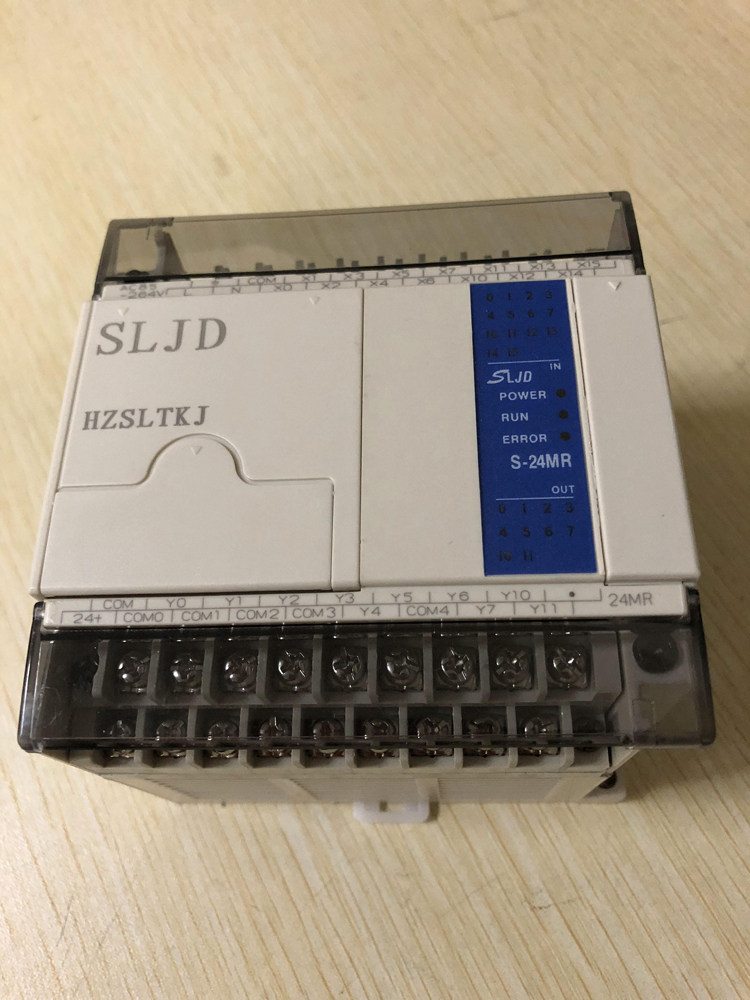 COM X1 X3 X5 X7 X11 X13 X15
~264V L N X0 X2 X4 X6 X10 X12 X14
SLJD
HZSLTKJ
0 1 2 3
4 5 6 7
10 11 12 13
14 15
IN
SLJD
POWER
RUN
ERROR
S-24MR
OUT
0 1 2 3
4 5 6 7
10 11
COM Y0 Y1 Y2 Y3 Y5 Y6 Y10 • 24MR
24+ COM0 COM1 COM2 COM3 Y4 COM4 Y7 Y11